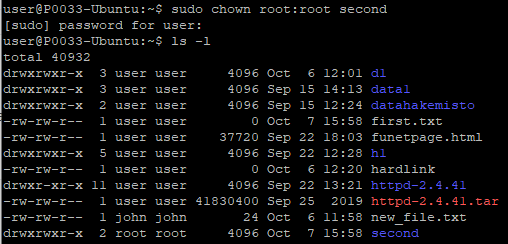 user@P0033-Ubuntu:~$ sudo chown root:root second
[sudo] password for user:
user@P0033-Ubuntu:~$ ls -l
total 40932
drwxrwxr-x  3 user user     4096 Oct  6 12:01 dl
drwxrwxr-x  3 user user     4096 Sep 15 14:13 data1
drwxrwxr-x  2 user user     4096 Sep 15 12:24 datahakemisto
-rw-rw-r--  1 user user        0 Oct  7 15:58 first.txt
-rw-rw-r--  1 user user    37720 Sep 22 18:03 funetpage.html
drwxrwxr-x  5 user user     4096 Sep 22 12:28 hl
-rw-rw-r--  1 user user        0 Oct  6 12:20 hardlink
drwxr-xr-x 11 user user     4096 Sep 22 13:21 httpd-2.4.41
-rw-rw-r--  1 user user 41830400 Sep 25  2019 httpd-2.4.41.tar
-rw-rw-r--  1 john john       24 Oct  6 11:58 new_file.txt
drwxrwxr-x  2 root root     4096 Oct  7 15:58 second